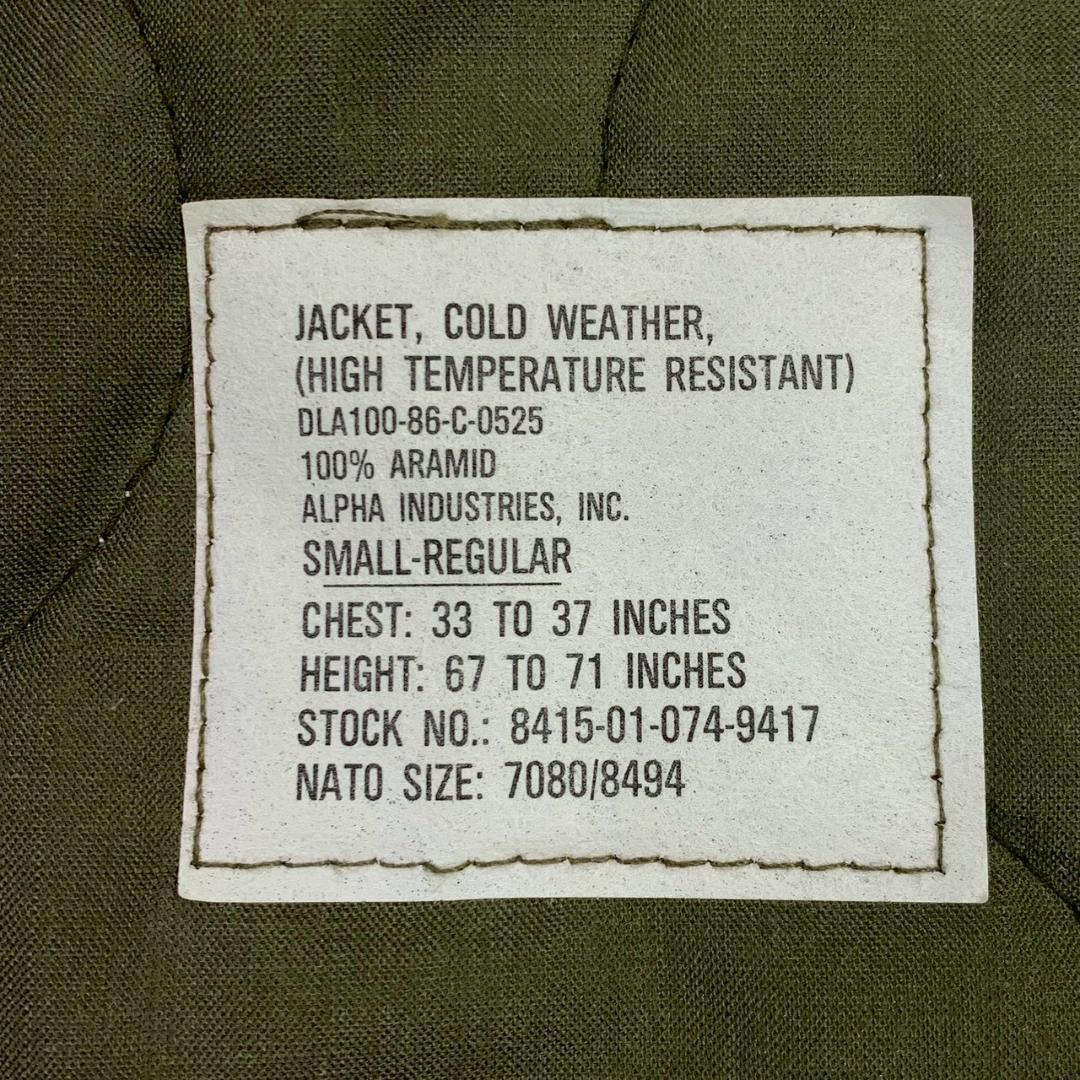 JACKET, COLD WEATHER,
(HIGH TEMPERATURE RESISTANT)
DLA100-86-C-0525
100% ARAMID
ALPHA INDUSTRIES, INC.
SMALL-REGULAR
CHEST: 33 TO 37 INCHES
HEIGHT: 67 TO 71 INCHES
STOCK NO.: 8415-01-074-9417
NATO SIZE: 7080/8494